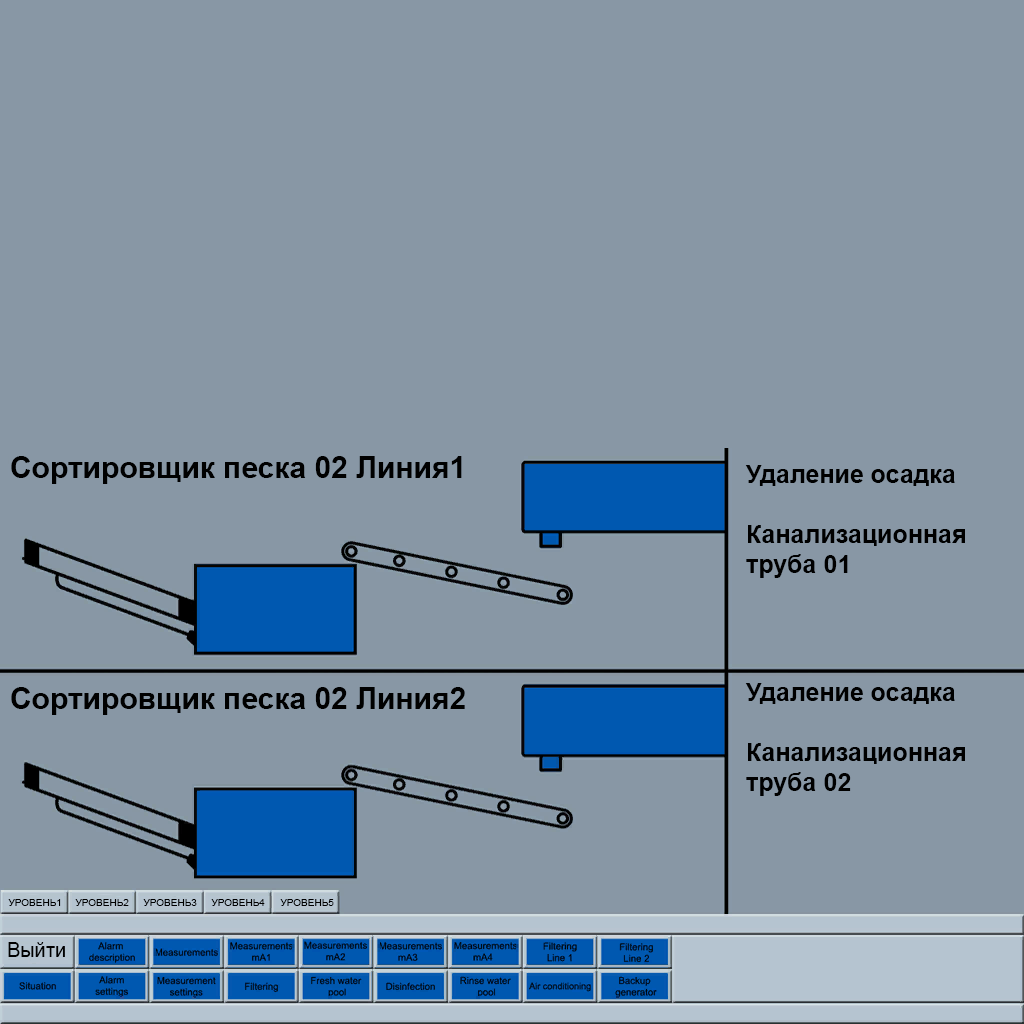 Сортировщик песка 02 Линия1
Удаление осадка
Канализационная
труба 01
Сортировщик песка 02 Линия2
Удаление осадка
Канализационная
труба 02
УРОВЕНЬ1
УРОВЕНЬ2
УРОВЕНЬ3
УРОВЕНЬ4
УРОВЕНЬ5
Выйти
Alarm
description
Measurements
Measurements
mA1
Measurements
mA2
Measurements
mA3
Measurements
mA4
Filtering
Line 1
Filtering
Line 2
Situation
Alarm
settings
Measurement
settings
Filtering
Fresh water
pool
Disinfection
Rinse water
pool
Air conditioning
Backup
generator